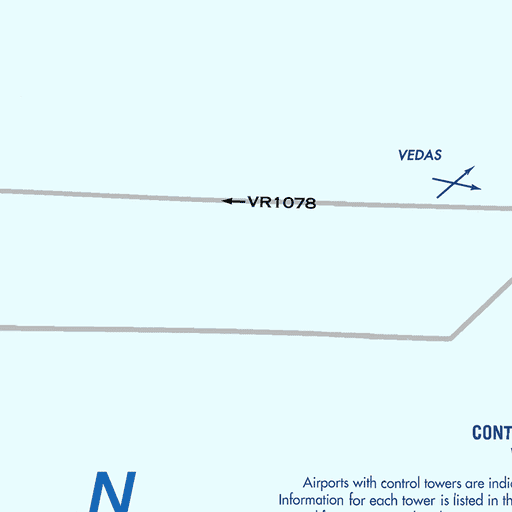 VEDAS
VR1078
CONT
N
Airports with control towers are indi
Information for each tower is listed in th